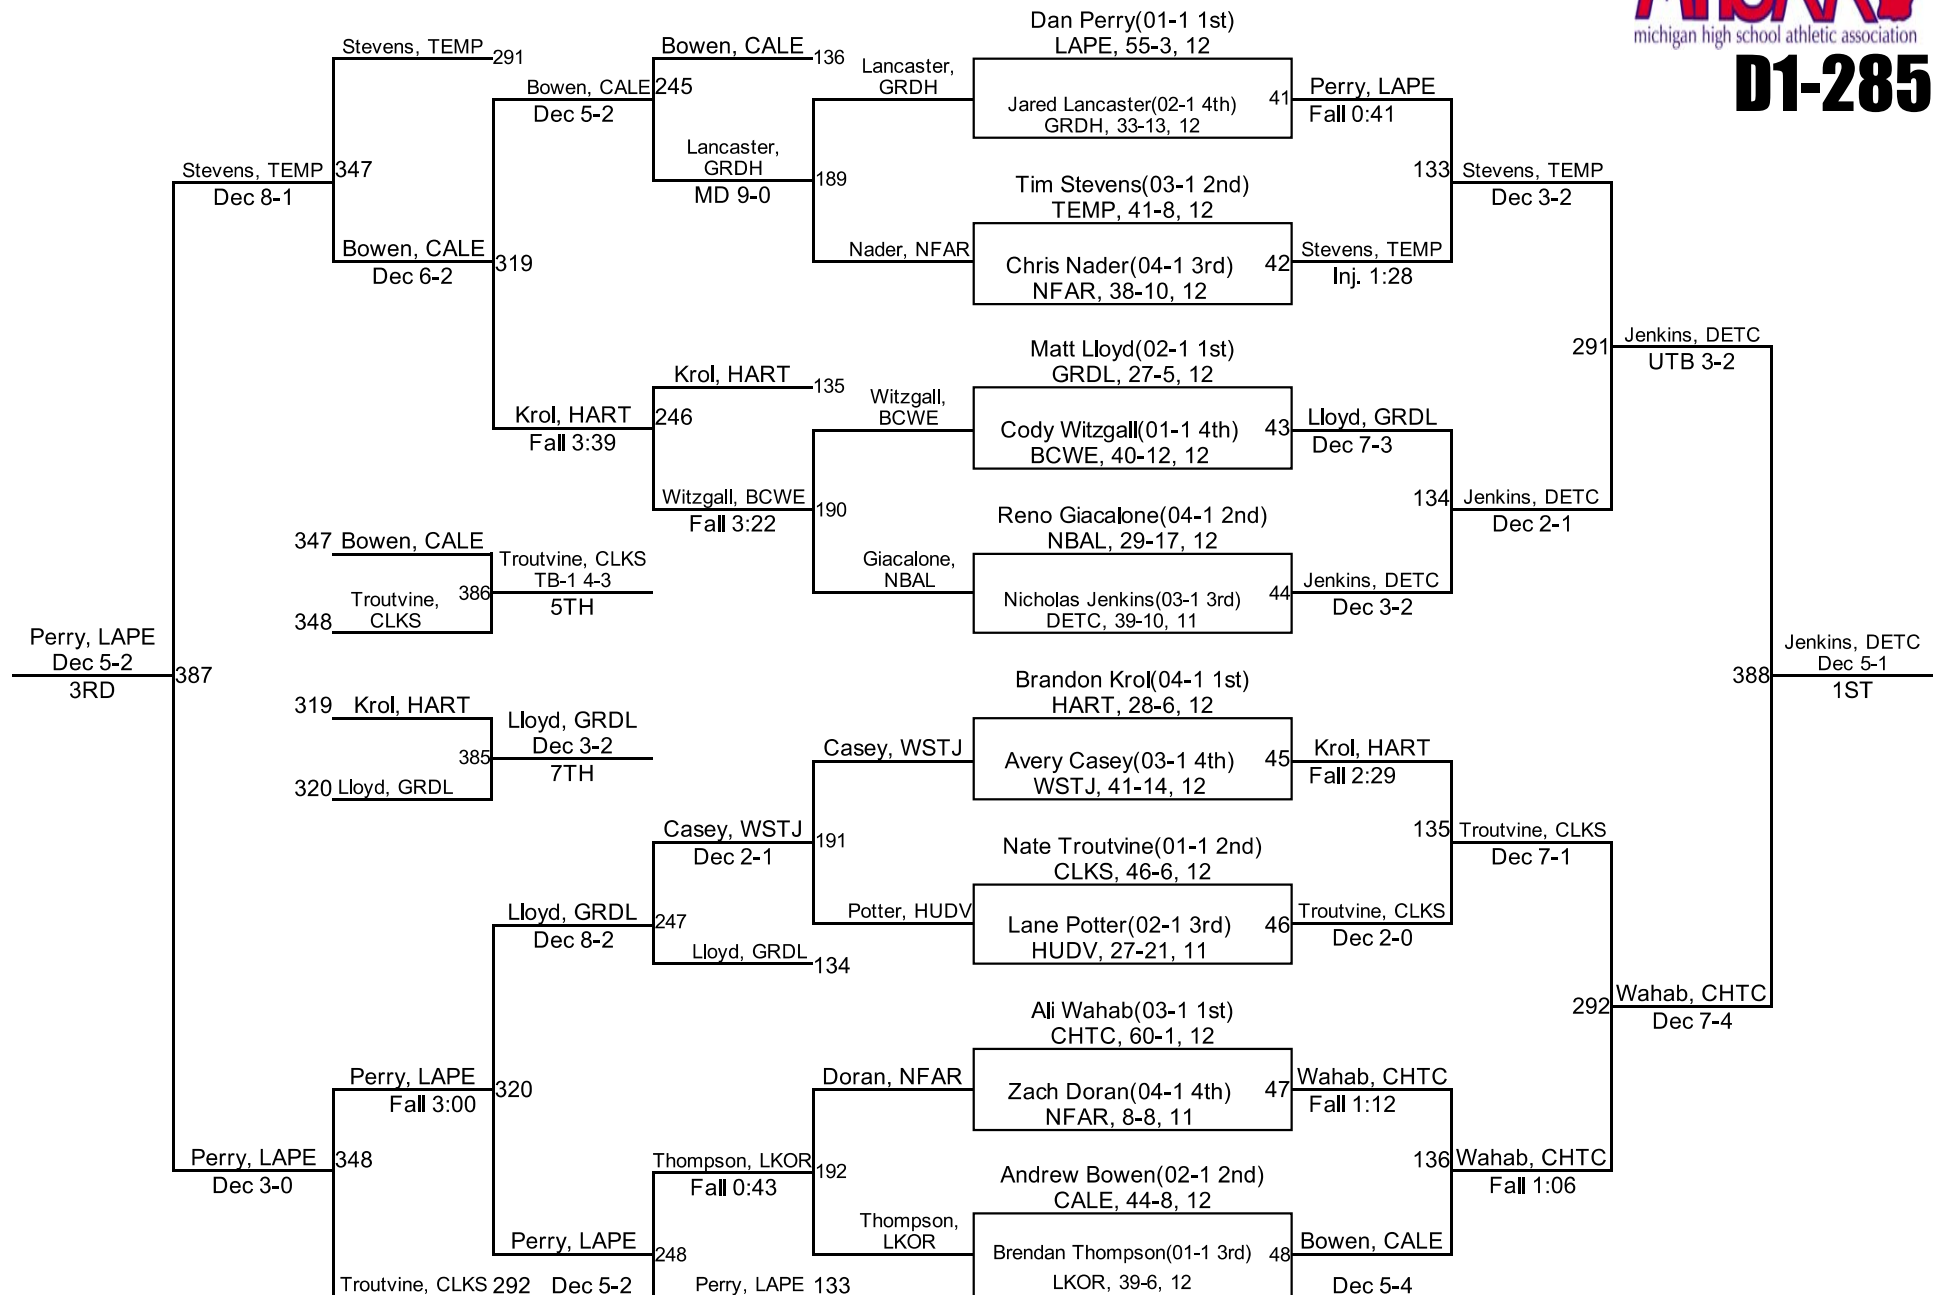 michigan high school athletic association
D1-285
Stevens, TEMP
291
Stevens, TEMP
Dec 8-1
347
Bowen, CALE
Dec 6-2
319
Bowen, CALE
Dec 5-2
245
Bowen, CALE
136
Lancaster,
GRDH
MD 9-0
189
Lancaster,
GRDH
Nader, NFAR
Krol, HART
Fall 3:39
246
Krol, HART
135
Witzgall, BCWE
Fall 3:22
190
Witzgall,
BCWE
Giacalone,
NBAL
347 Bowen, CALE
348
Troutvine,
CLKS
386
Troutvine, CLKS
TB-1 4-3
5TH
Perry, LAPE
Dec 5-2
3RD
387
319 Krol, HART
320 Lloyd, GRDL
385
Lloyd, GRDL
Dec 3-2
7TH
Casey, WSTJ
Casey, WSTJ
Dec 2-1
191
Potter, HUDV
Lloyd, GRDL
Dec 8-2
247
Lloyd, GRDL
134
Perry, LAPE
Fall 3:00
320
Perry, LAPE
Dec 3-0
348
Doran, NFAR
Thompson, LKOR
Fall 0:43
192
Thompson,
LKOR
Perry, LAPE
Dec 5-2
248
Troutvine, CLKS 292
Perry, LAPE 133
Dan Perry(01-1 1st)
LAPE, 55-3, 12
Jared Lancaster(02-1 4th)
GRDH, 33-13, 12
41
Perry, LAPE
Fall 0:41
Tim Stevens(03-1 2nd)
TEMP, 41-8, 12
Chris Nader(04-1 3rd)
NFAR, 38-10, 12
42
Stevens, TEMP
Inj. 1:28
133
Stevens, TEMP
Dec 3-2
Matt Lloyd(02-1 1st)
GRDL, 27-5, 12
Cody Witzgall(01-1 4th)
BCWE, 40-12, 12
43
Lloyd, GRDL
Dec 7-3
Reno Giacalone(04-1 2nd)
NBAL, 29-17, 12
Nicholas Jenkins(03-1 3rd)
DETC, 39-10, 11
44
Jenkins, DETC
Dec 3-2
134
Jenkins, DETC
Dec 2-1
291
Jenkins, DETC
UTB 3-2
Brandon Krol(04-1 1st)
HART, 28-6, 12
Avery Casey(03-1 4th)
WSTJ, 41-14, 12
45
Krol, HART
Fall 2:29
Nate Troutvine(01-1 2nd)
CLKS, 46-6, 12
Lane Potter(02-1 3rd)
HUDV, 27-21, 11
46
Troutvine, CLKS
Dec 2-0
135
Troutvine, CLKS
Dec 7-1
Ali Wahab(03-1 1st)
CHTC, 60-1, 12
Zach Doran(04-1 4th)
NFAR, 8-8, 11
47
Wahab, CHTC
Fall 1:12
Andrew Bowen(02-1 2nd)
CALE, 44-8, 12
Brendan Thompson(01-1 3rd)
LKOR, 39-6, 12
48
Bowen, CALE
Dec 5-4
136
Wahab, CHTC
Fall 1:06
292
Wahab, CHTC
Dec 7-4
388
Jenkins, DETC
Dec 5-1
1ST